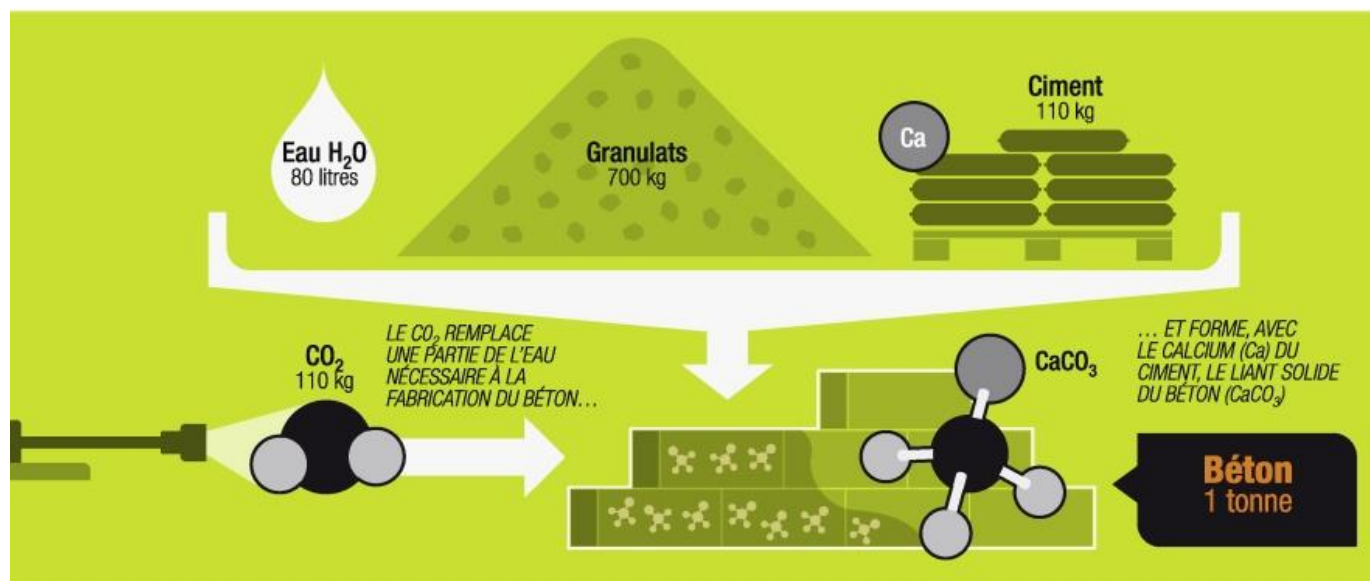 Eau H₂O
80 litres
Granulats
700 kg
Ciment
110 kg
Ca
CO₂
110 kg
LE CO₂ REMPLACE
UNE PARTIE DE L'EAU
NÉCESSAIRE À LA
FABRICATION DU BÉTON...
CaCO₃
... ET FORME, AVEC
LE CALCIUM (Ca) DU
CIMENT, LE LIANT SOLIDE
DU BÉTON (CaCO₃)
Béton
1 tonne